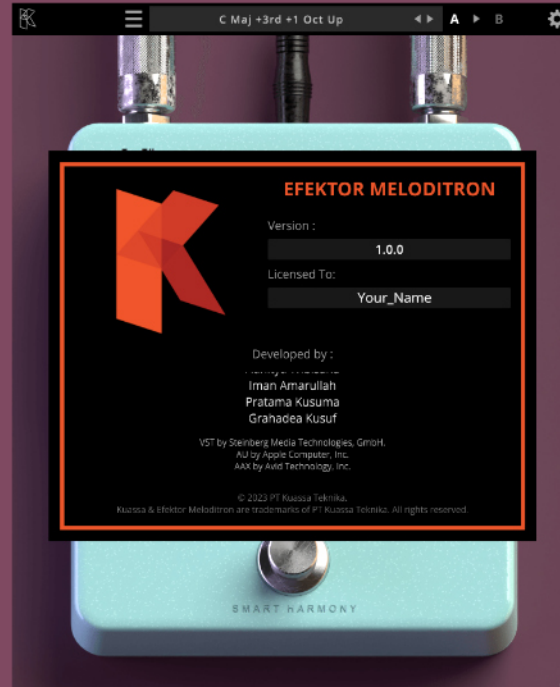 C Maj +3rd +1 Oct Up
A
B
EFEKTOR MELODITRON
Version :
1.0.0
Licensed To:
Your_Name
Developed by :
Iman Amarullah
Pratama Kusuma
Grahadea Kusuf
VST by Steinberg Media Technologies, GmbH.
AU by Apple Computer, Inc.
AAX by Avid Technology, Inc.
© 2023 PT Kuassa Teknika.
Kuassa & Efektor Meloditron are trademarks of PT Kuassa Teknika. All rights reserved.
SMART HARMONY